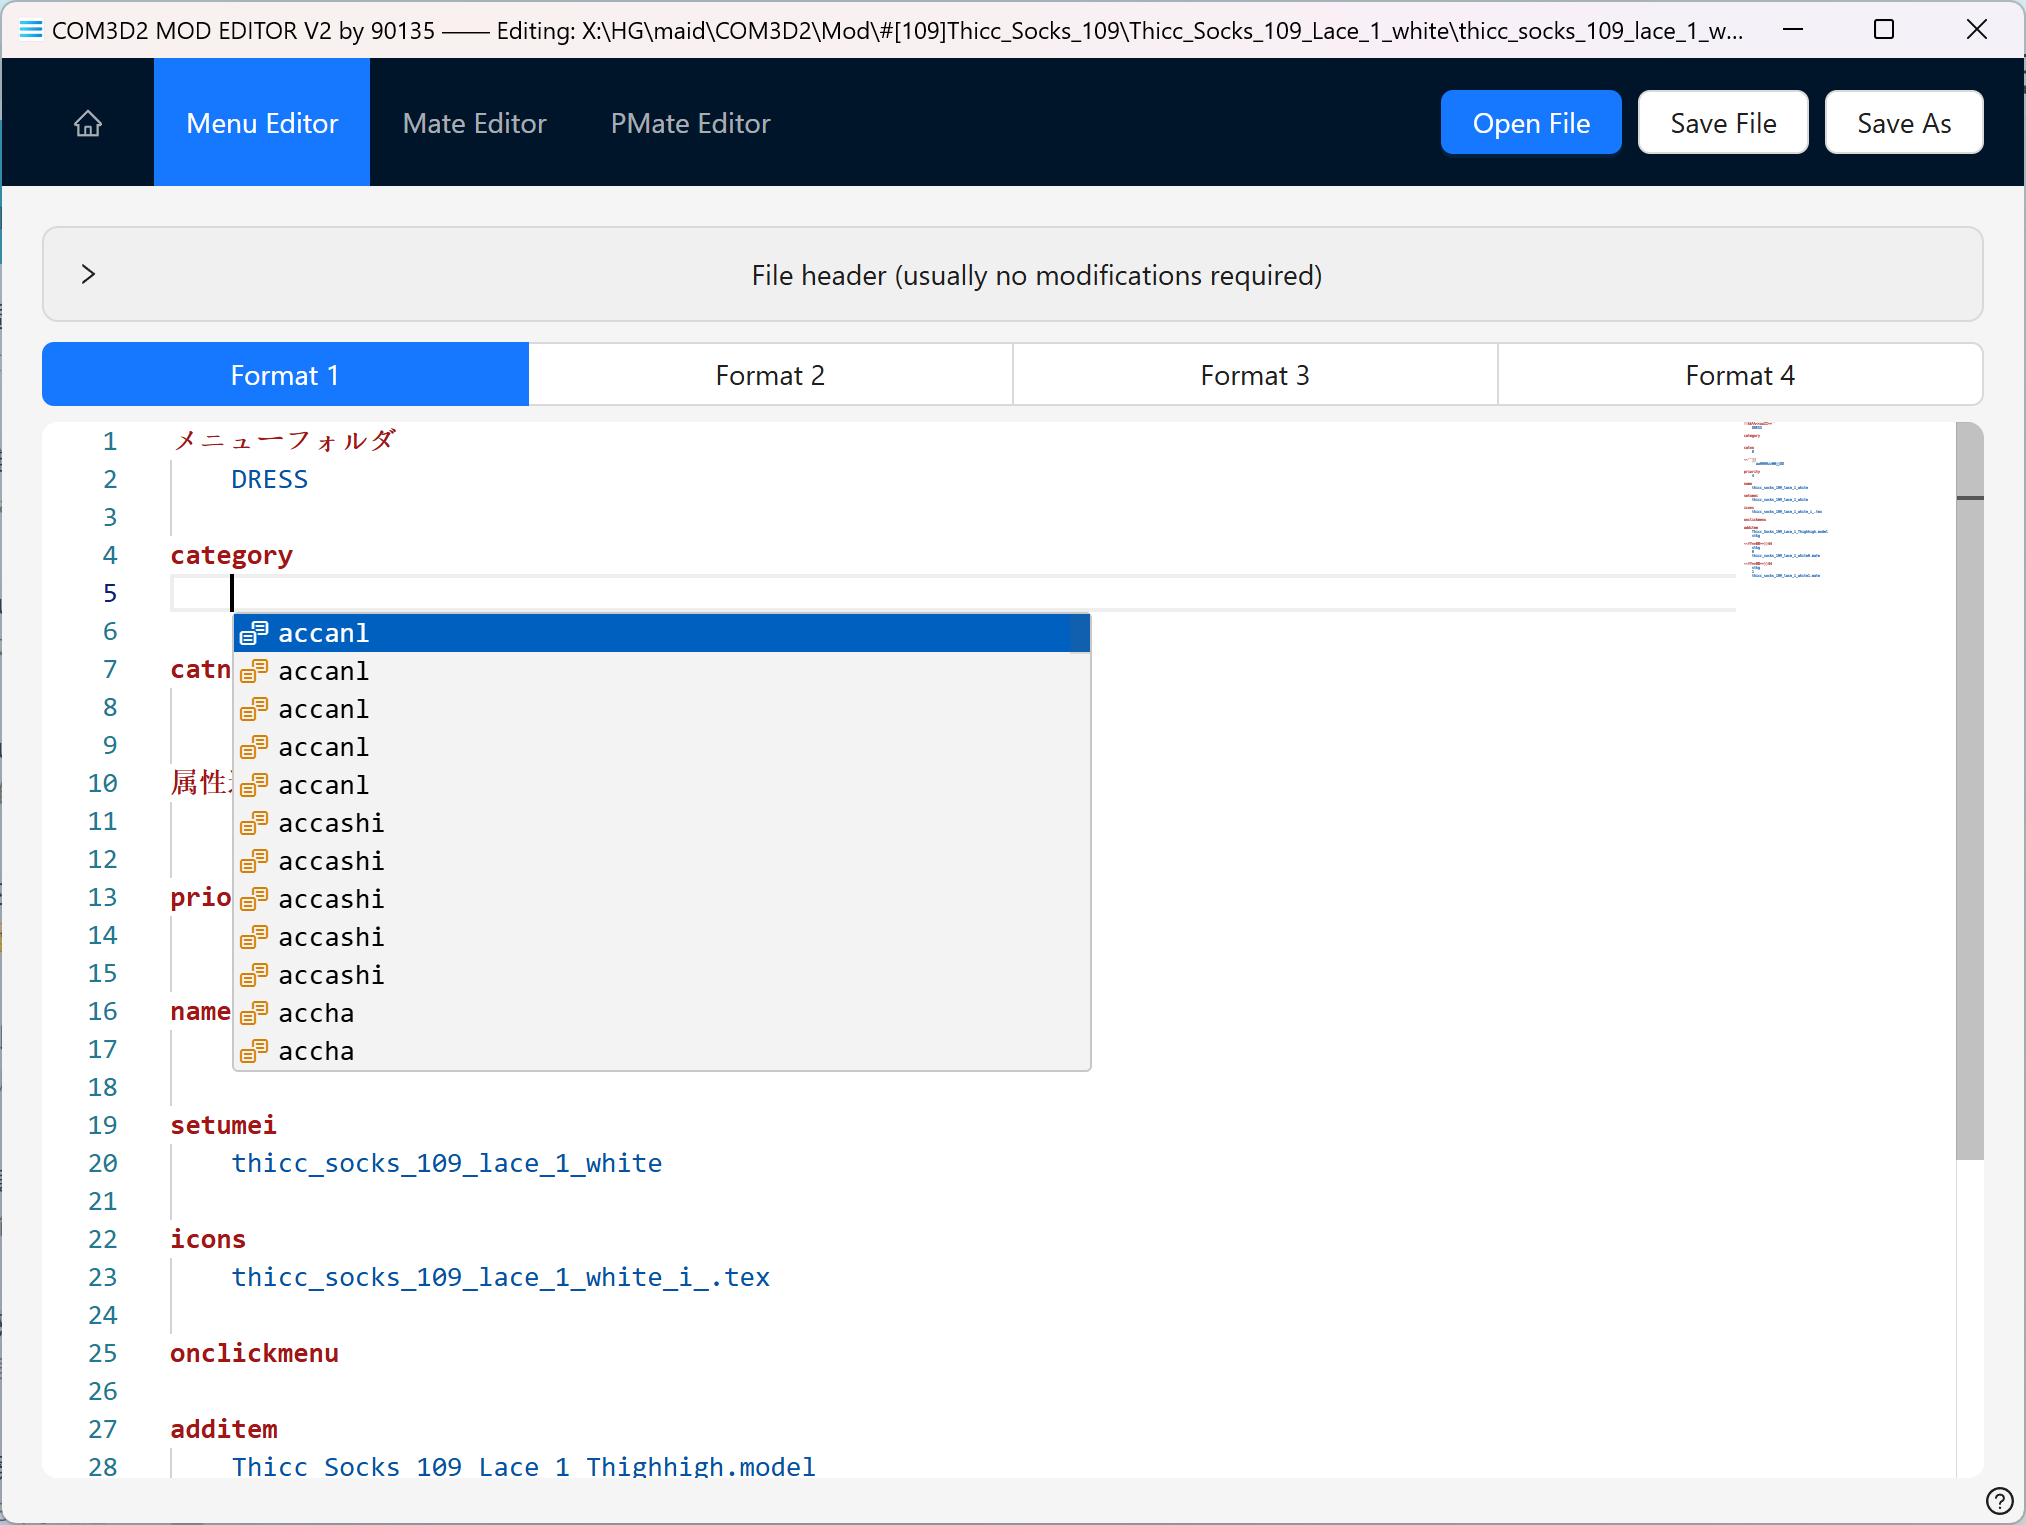 COM3D2 MOD EDITOR V2 by 90135 —— Editing: X:\HG\maid\COM3D2\Mod\#[109]Thicc_Socks_109\Thicc_Socks_109_Lace_1_white\thicc_socks_109_lace_1_w...
Menu Editor
Mate Editor
PMate Editor
Open File
Save File
Save As
File header (usually no modifications required)
Format 1
Format 2
Format 3
Format 4
1 メニューフォルダ
2 DRESS
3
4 category
5
6
7 catn
8
9
10 属性
11
12
13 prio
14
15
16 name
17
18
accanl
accanl
accanl
accanl
accanl
accashi
accashi
accashi
accashi
accashi
accha
accha
19 setumei
20 thicc_socks_109_lace_1_white
21
22 icons
23 thicc_socks_109_lace_1_white_i_.tex
24
25 onclickmenu
26
27 additem
28 Thicc_Socks_109_Lace_1_Thighhigh.model